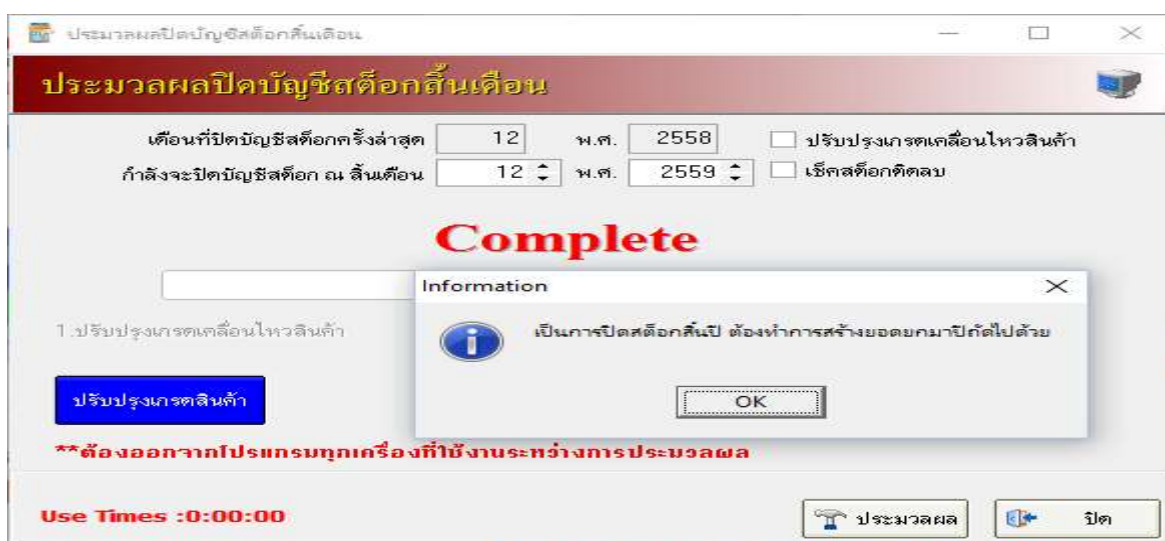 ประมวลผลปิดบัญชีสต็อกสิ้นเดือน
ประมวลผลปิดบัญชีสต็อกสิ้นเดือน
เดือนที่ปิดบัญชีสต็อกครั้งล่าสุด 12 พ.ศ. 2558 ปรับปรุงเกรดเคลื่อนไหวสินค้า
กำลังจะปิดบัญชีสต็อก ณ สิ้นเดือน 12 พ.ศ. 2559 เช็คสต็อกติดลบ
Complete
Information
1.ปรับปรุงเกรดเคลื่อนไหวสินค้า
เป็นการปิดสต็อกสิ้นปี ต้องทำการสร้างยอดยกมาปีถัดไปด้วย
OK
ปรับปรุงเกรดสินค้า
**ต้องออกจากโปรแกรมทุกเครื่องที่ใช้งานระหว่างการประมวลผล
Use Times :0:00:00
ประมวลผล
ปิด